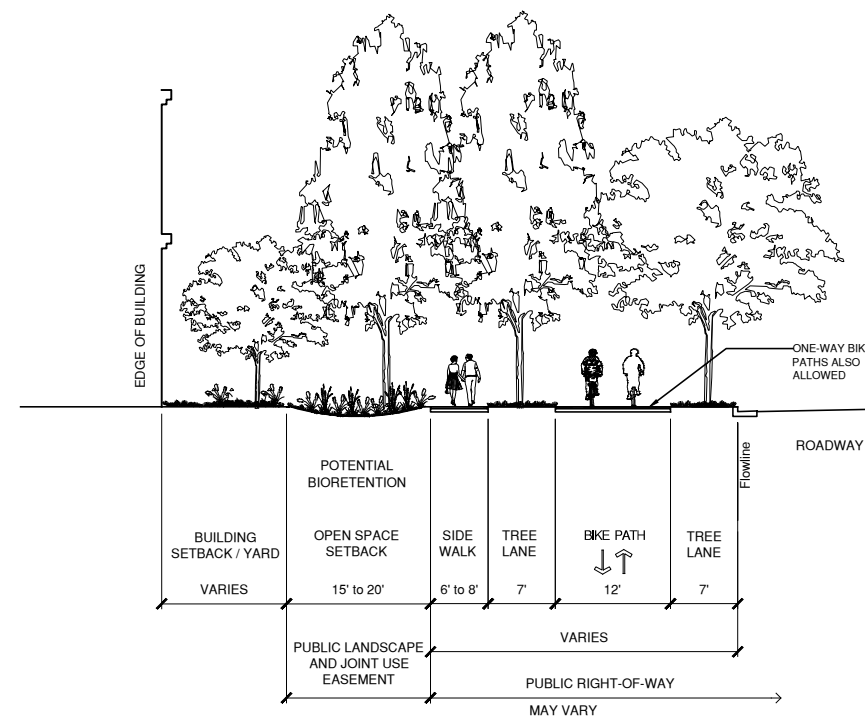 EDGE OF BUILDING
ONE-WAY BIK
PATHS ALSO
ALLOWED
ROADWAY
Flowline
POTENTIAL
BIORETENTION
BUILDING
SETBACK / YARD
OPEN SPACE
SETBACK
SIDE
WALK
TREE
LANE
BIKE PATH
TREE
LANE
VARIES
15' to 20'
6' to 8'
7'
12'
7'
PUBLIC LANDSCAPE
AND JOINT USE
EASEMENT
VARIES
PUBLIC RIGHT-OF-WAY
MAY VARY